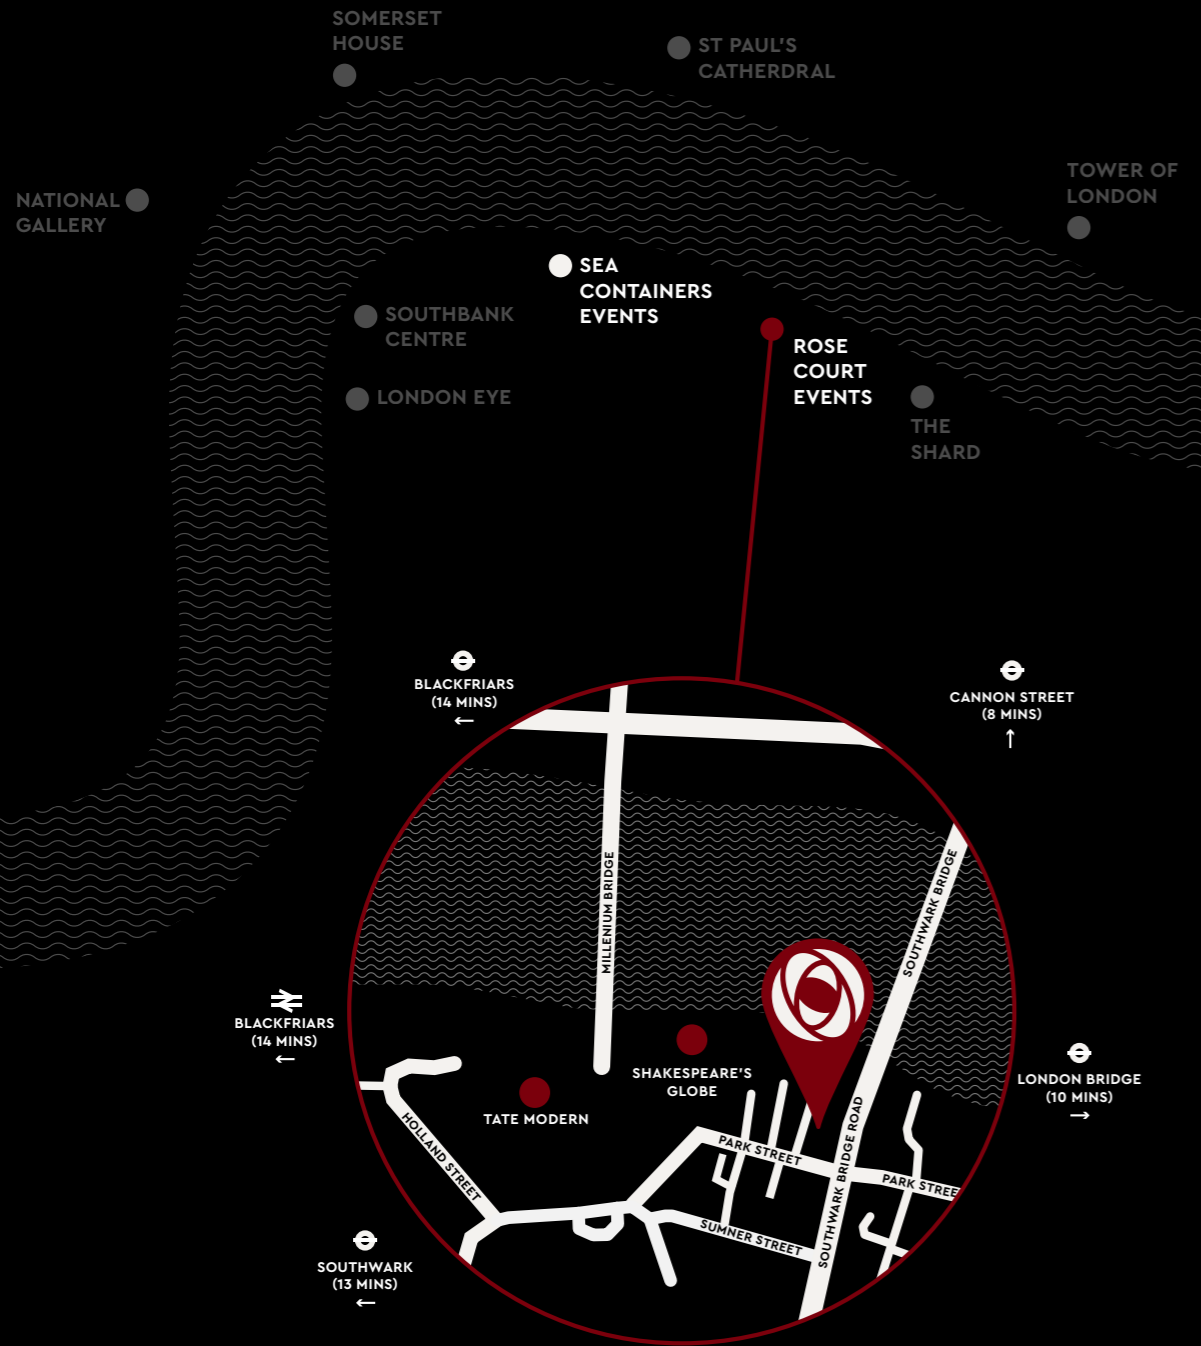 SOMERSET
HOUSE
ST PAUL'S
CATHERDRAL
TOWER OF
LONDON
NATIONAL
GALLERY
SEA
CONTAINERS
EVENTS
SOUTHBANK
CENTRE
ROSE
COURT
EVENTS
LONDON EYE
THE
SHARD
BLACKFRIARS
(14 MINS)
←
CANNON STREET
(8 MINS)
↑
MILLENIUM BRIDGE
SOUTHWARK BRIDGE
BLACKFRIARS
(14 MINS)
←
SHAKESPEARE'S
GLOBE
TATE MODERN
LONDON BRIDGE
(10 MINS)
→
HOLLAND STREET
PARK STREET
SOUTHWARK BRIDGE ROAD
PARK STREE
SUMNER STREET
SOUTHWARK
(13 MINS)
←